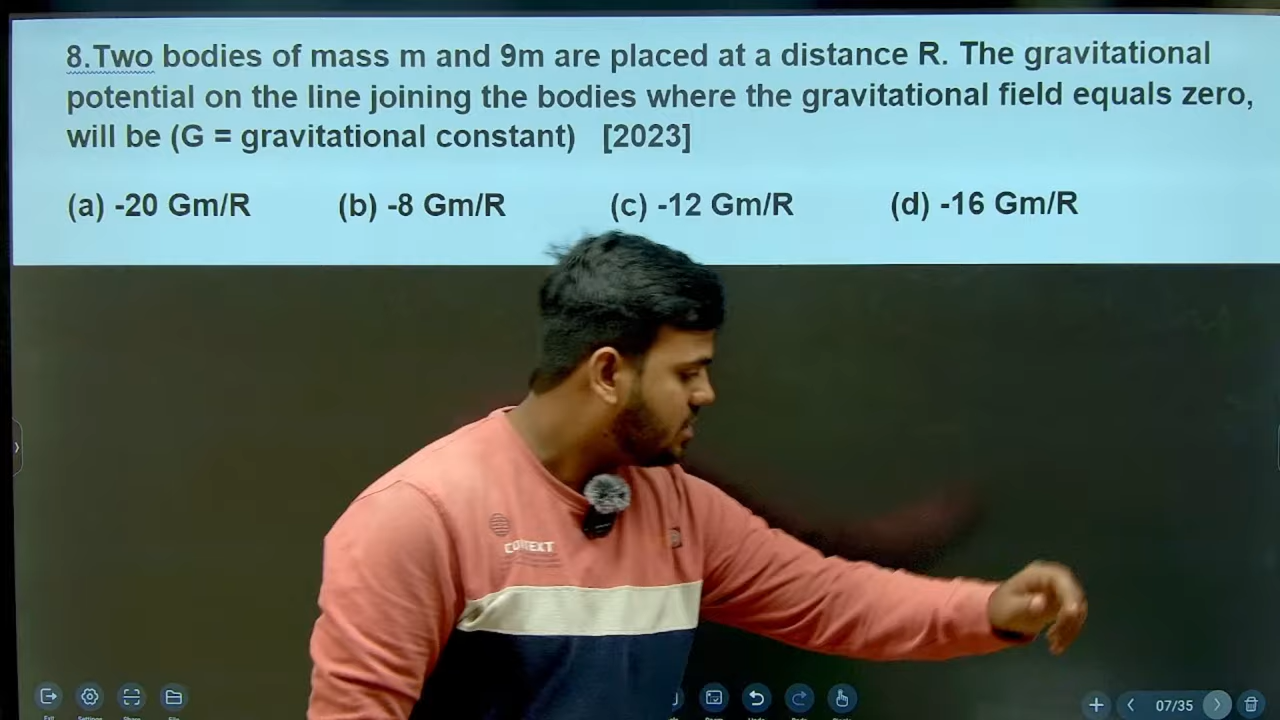 8.Two bodies of mass m and 9m are placed at a distance R. The gravitational
potential on the line joining the bodies where the gravitational field equals zero,
will be (G = gravitational constant) [2023]
(a) -20 Gm/R (b) -8 Gm/R (c) -12 Gm/R (d) -16 Gm/R
07/35